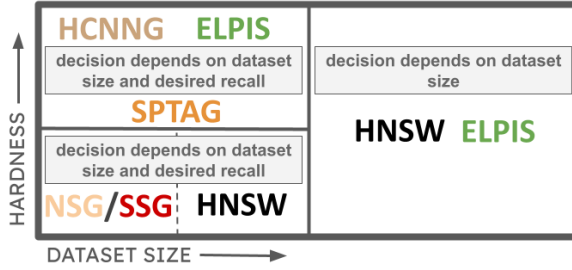 HCNNG ELPIS
decision depends on dataset
size and desired recall
SPTAG
decision depends on dataset
size and desired recall
NSG/SSG HNSW
decision depends on dataset
size
HNSW ELPIS
HARDNESS
DATASET SIZE